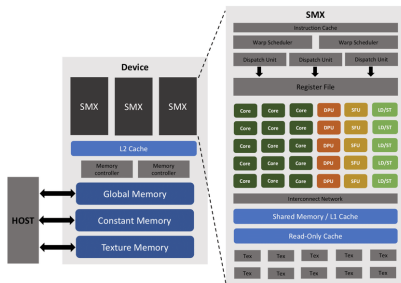 Device
SMX SMX SMX
L2 Cache
Memory controller Memory controller
Global Memory
Constant Memory
Texture Memory
HOST
SMX
Instruction Cache
Warp Scheduler Warp Scheduler
Dispatch Unit Dispatch Unit Dispatch Unit
Register File
Core Core Core DPU SFU LD/ST
Core Core Core DPU SFU LD/ST
Core Core Core DPU SFU LD/ST
Core Core Core DPU SFU LD/ST
Core Core Core DPU SFU LD/ST
Interconnect Network
Shared Memory / L1 Cache
Read-Only Cache
Tex Tex Tex Tex Tex
Tex Tex Tex Tex Tex